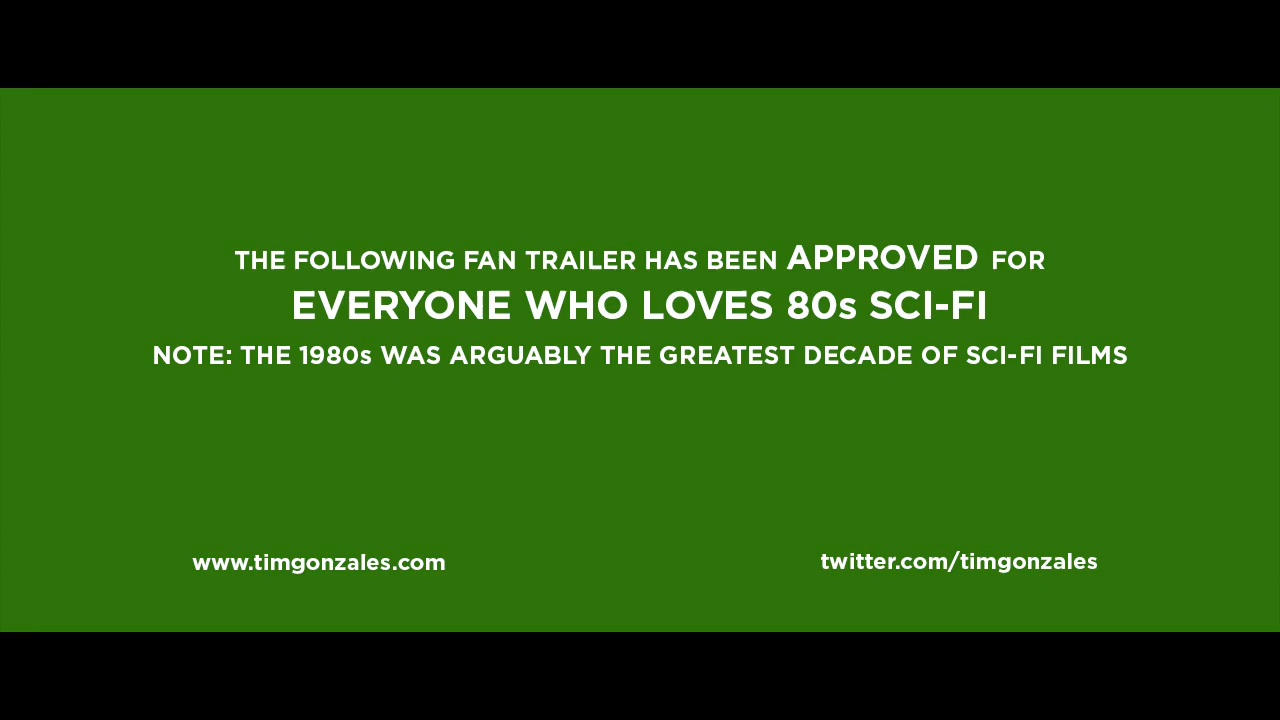 THE FOLLOWING FAN TRAILER HAS BEEN APPROVED FOR
EVERYONE WHO LOVES 80s SCI-FI
NOTE: THE 1980s WAS ARGUABLY THE GREATEST DECADE OF SCI-FI FILMS
www.timgonzales.com
twitter.com/timgonzales